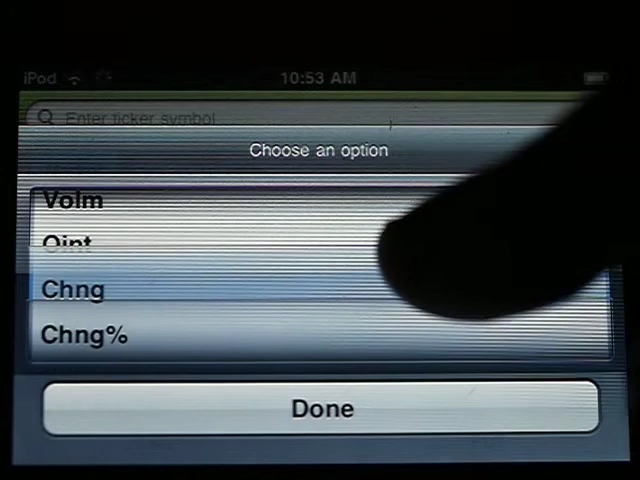 iPod 10:53 AM
Enter ticker symbol
Choose an option
Volm
Oint
Chng
Chng%
Done